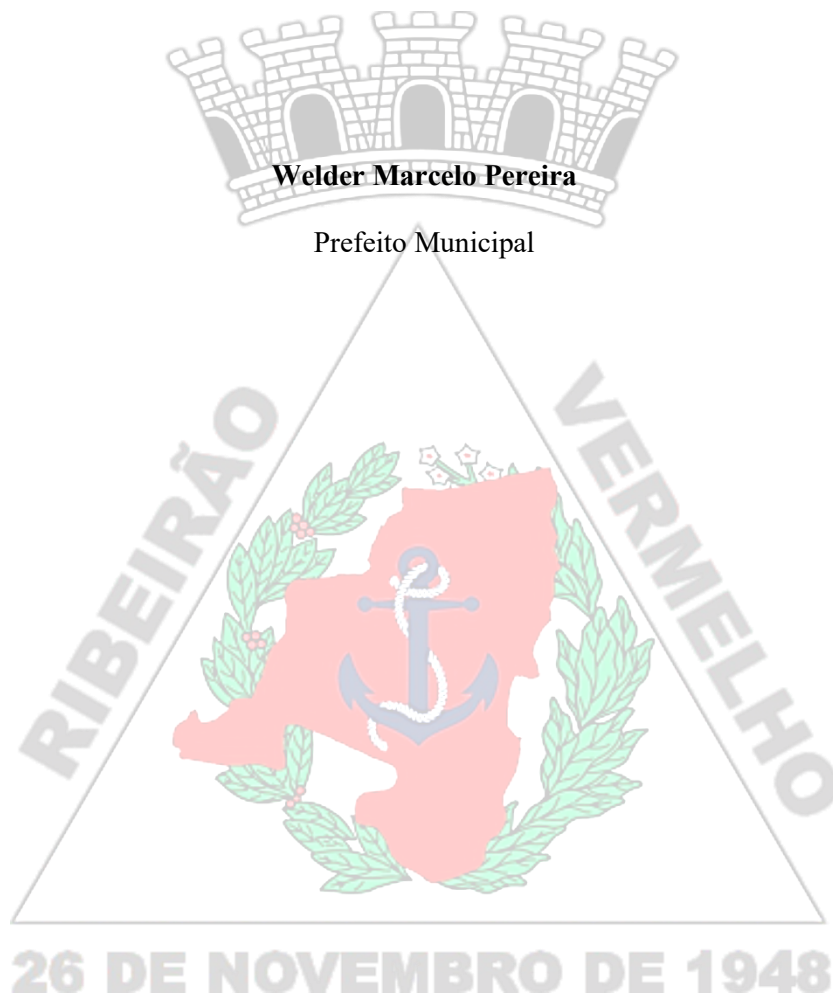 Welder Marcelo Pereira
Prefeito Municipal
RIBEIRÃO
VERMELHO
26 DE NOVEMBRO DE 1948